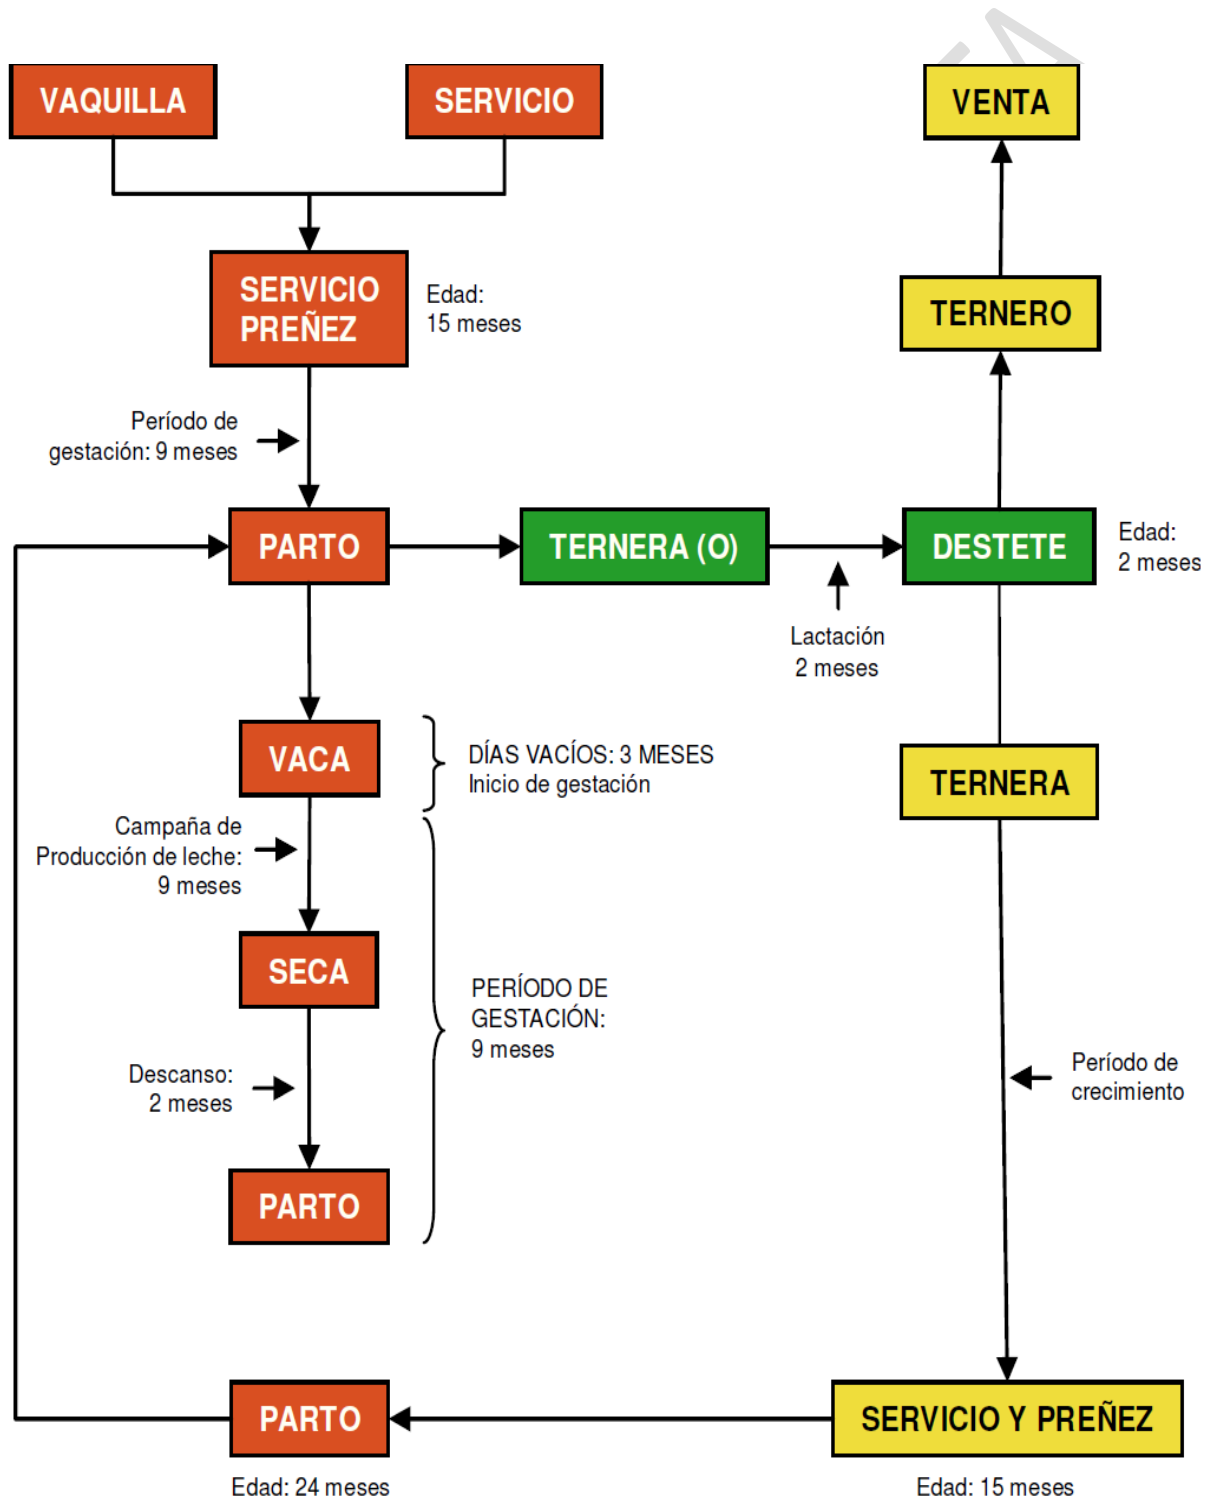 VAQUILLA
SERVICIO
VENTA
SERVICIO
PREÑEZ
Edad:
15 meses
TERNERO
Período de
gestación: 9 meses
PARTO
TERNERA (O)
DESTETE
Edad:
2 meses
Lactación
2 meses
VACA
DÍAS VACÍOS: 3 MESES
Inicio de gestación
TERNERA
Campaña de
Producción de leche:
9 meses
SECA
PERÍODO DE
GESTACIÓN:
9 meses
Descanso:
2 meses
Período de
crecimiento
PARTO
PARTO
SERVICIO Y PREÑEZ
Edad: 24 meses
Edad: 15 meses